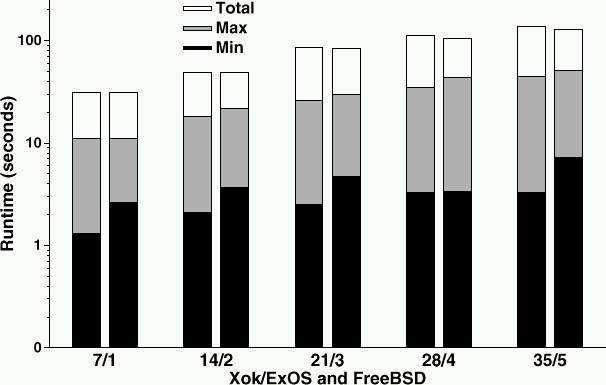 Total
Max
Min
Runtime (seconds)
100
10
1
0
7/1 14/2 21/3 28/4 35/5
Xok/ExOS and FreeBSD